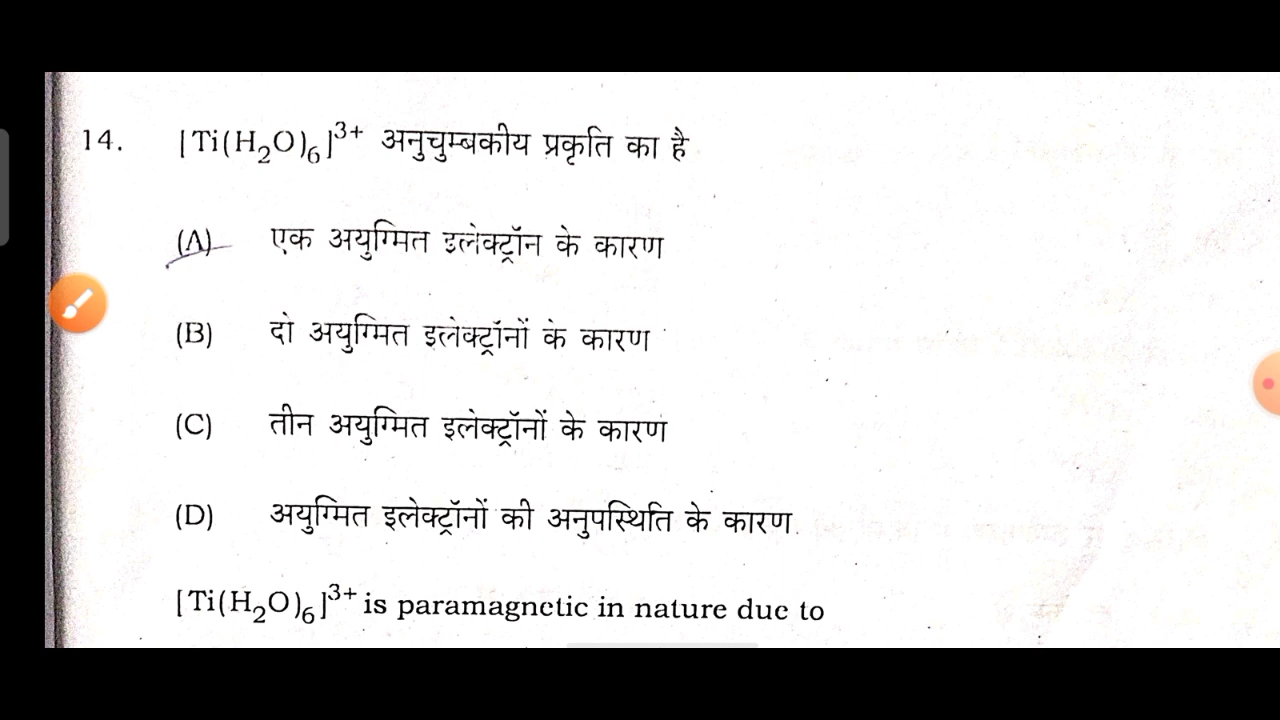 14. [Ti(H₂O)₆]³⁺ अनुचुम्बकीय प्रकृति का है
(A) एक अयुग्मित इलेक्ट्रॉन के कारण
(B) दो अयुग्मित इलेक्ट्रॉनों के कारण
(C) तीन अयुग्मित इलेक्ट्रॉनों के कारण
(D) अयुग्मित इलेक्ट्रॉनों की अनुपस्थिति के कारण
[Ti(H₂O)₆]³⁺ is paramagnetic in nature due to